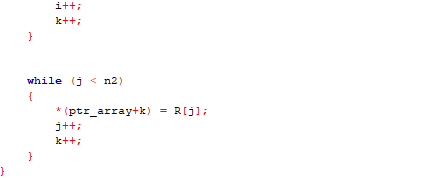 i++;
k++;
}
while (j < n2)
{
*(ptr_array+k) = R[j];
j++;
k++;
}
}